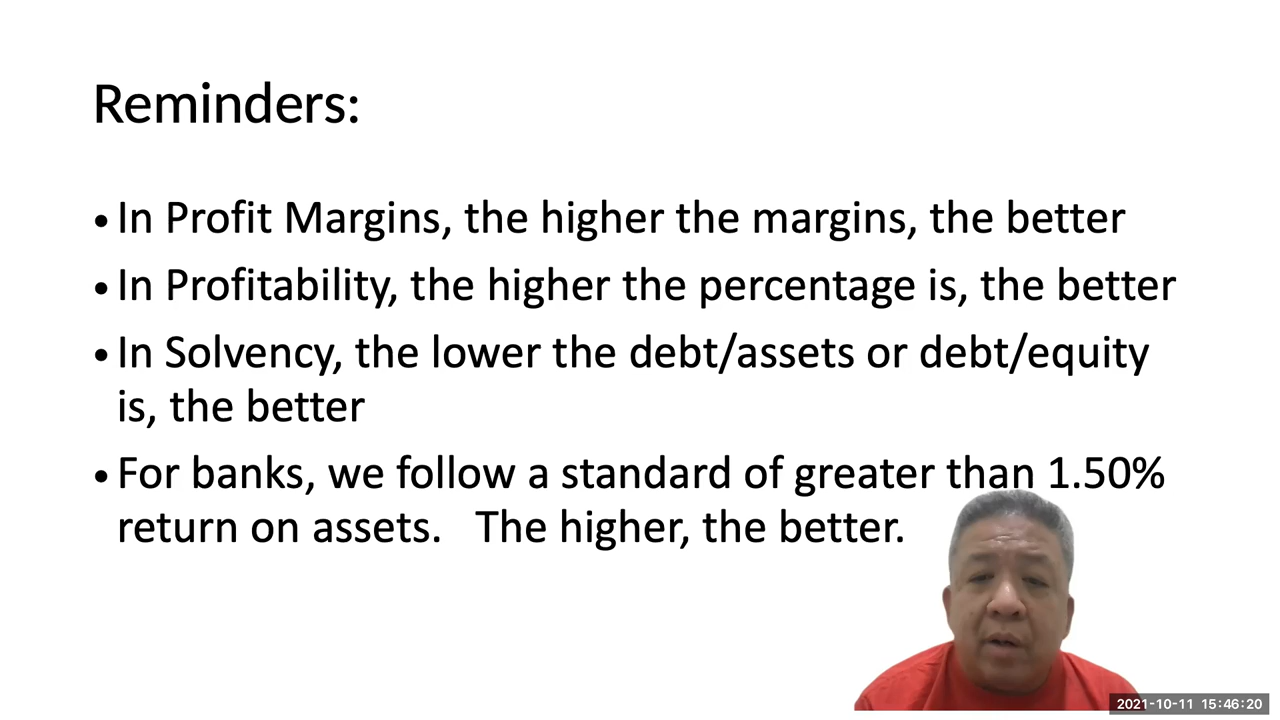 Reminders:
• In Profit Margins, the higher the margins, the better
• In Profitability, the higher the percentage is, the better
• In Solvency, the lower the debt/assets or debt/equity
is, the better
• For banks, we follow a standard of greater than 1.50%
return on assets.   The higher, the better.
2021-10-11 15:46:20